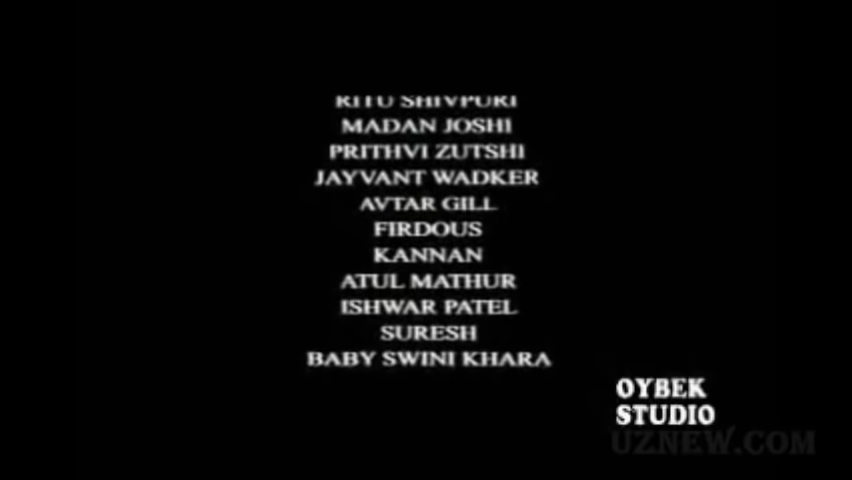 RITU SHIVPURI
MADAN JOSHI
PRITHVI ZUTSHI
JAYVANT WADKER
AVTAR GILL
FIRDOUS
KANNAN
ATUL MATHUR
ISHWAR PATEL
SURESH
BABY SWINI KHARA
OYBEK
STUDIO
UZNEW.COM